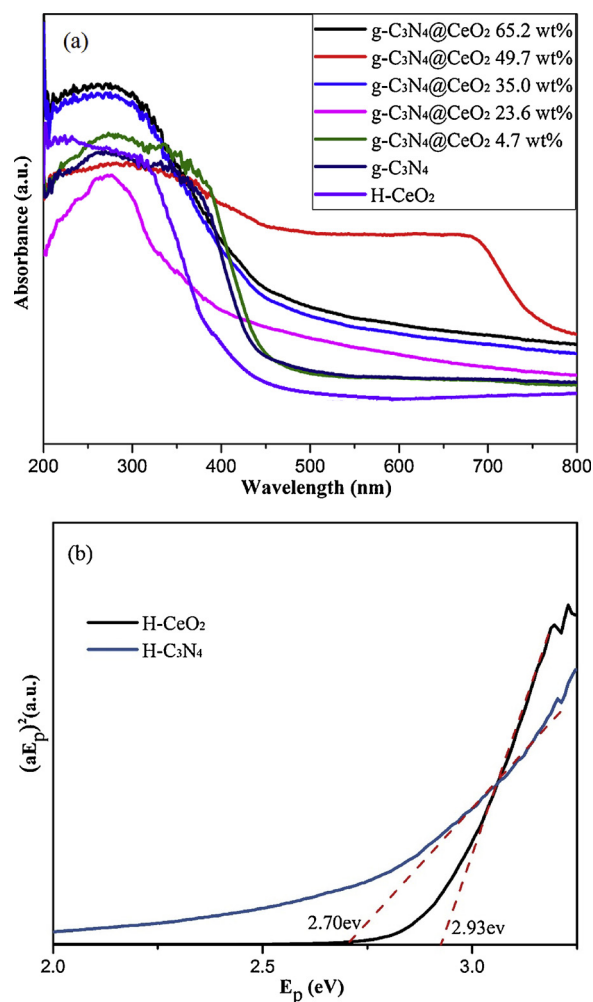 (a)
g-C₃N₄@CeO₂ 65.2 wt%
g-C₃N₄@CeO₂ 49.7 wt%
g-C₃N₄@CeO₂ 35.0 wt%
g-C₃N₄@CeO₂ 23.6 wt%
g-C₃N₄@CeO₂ 4.7 wt%
g-C₃N₄
H-CeO₂
Absorbance (a.u.)
200 300 400 500 600 700 800
Wavelength (nm)
(b)
H-CeO₂
H-C₃N₄
(aEₚ)²(a.u.)
2.70ev
2.93ev
2.0 2.5 3.0
Eₚ (eV)